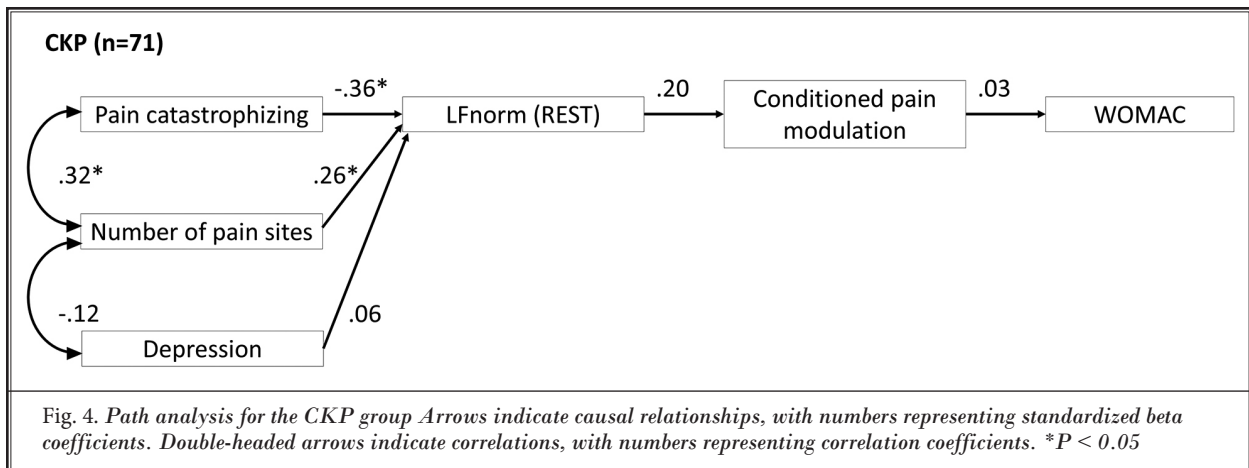 CKP (n=71)
Pain catastrophizing
-.36*
LFnorm (REST)
.20
Conditioned pain
modulation
.03
WOMAC
.32*
.26*
Number of pain sites
-.12
.06
Depression
Fig. 4. Path analysis for the CKP group Arrows indicate causal relationships, with numbers representing standardized beta
coefficients. Double-headed arrows indicate correlations, with numbers representing correlation coefficients. *P < 0.05